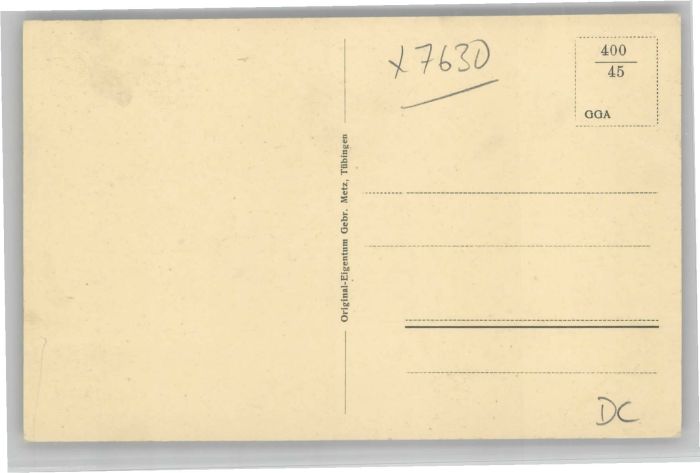 x7630
400
45
GGA
Original-Eigentum Gebr. Metz, Tübingen
DC